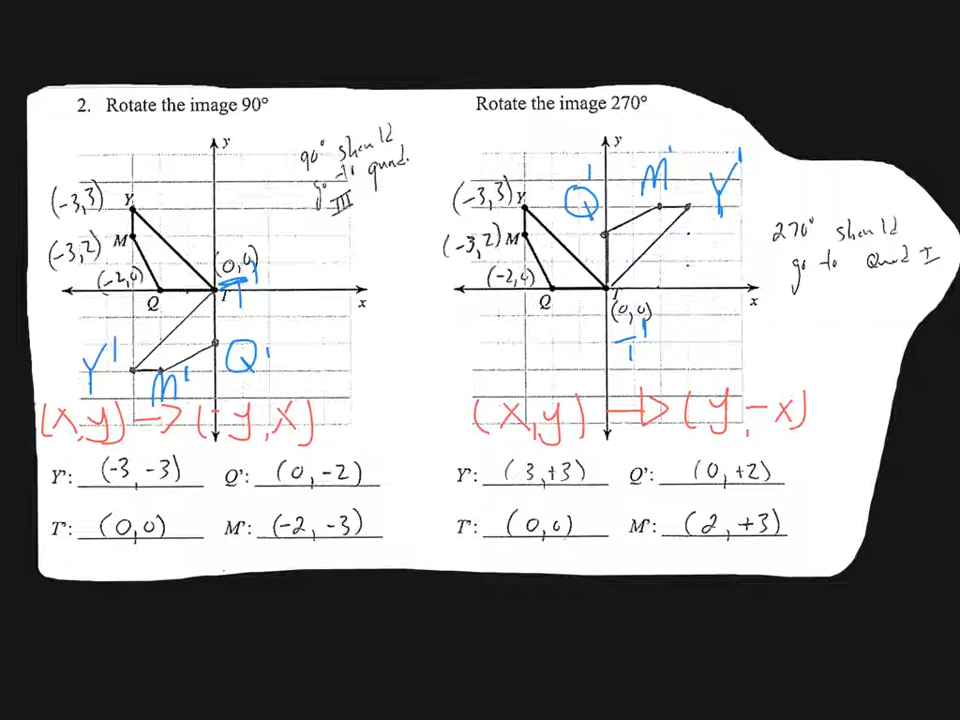 2. Rotate the image 90°
90° should
go to quad.
III
y
(-3,3) Y
(-3,2) M
(-2,0)
(0,0)
Q
T
T'
x
Y'
M'
Q'
(x,y) -> (-y,x)
Y': (-3 -3) Q': (0,-2)
T': (0,0) M': (-2,-3)
Rotate the image 270°
y
Q'
M'
Y'
(-3,3) Y
(-3,2) M
(-2,0)
Q
T
x
(0,0)
T'
270° should
go to Quad I
(x,y) -> (y,-x)
Y': (3,+3) Q': (0,+2)
T': (0,0) M': (2,+3)